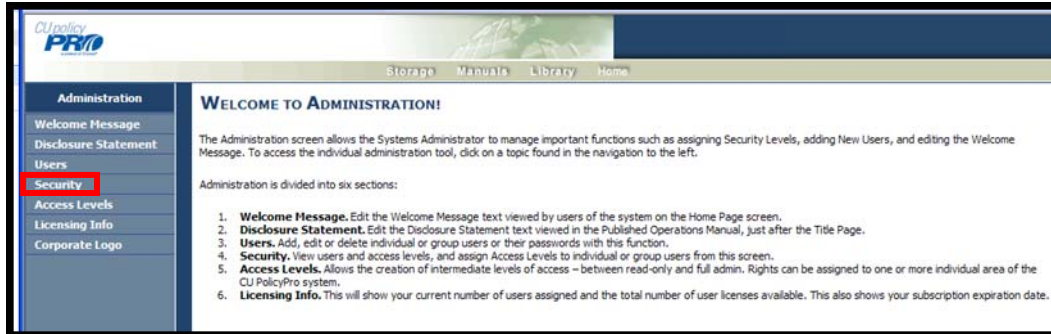 CU policy
PRO
Storage Manuals Library Home
Administration
Welcome Message
Disclosure Statement
Users
Security
Access Levels
Licensing Info
Corporate Logo
WELCOME TO ADMINISTRATION!
The Administration screen allows the Systems Administrator to manage important functions such as assigning Security Levels, adding New Users, and editing the Welcome
Message. To access the individual administration tool, click on a topic found in the navigation to the left.
Administration is divided into six sections:
1. Welcome Message. Edit the Welcome Message text viewed by users of the system on the Home Page screen.
2. Disclosure Statement. Edit the Disclosure Statement text viewed in the Published Operations Manual, just after the Title Page.
3. Users. Add, edit or delete individual or group users or their passwords with this function.
4. Security. View users and access levels, and assign Access Levels to individual or group users from this screen.
5. Access Levels. Allows the creation of intermediate levels of access – between read-only and full admin. Rights can be assigned to one or more individual area of the
CU PolicyPro system.
6. Licensing Info. This will show your current number of users assigned and the total number of user licenses available. This also shows your subscription expiration date.